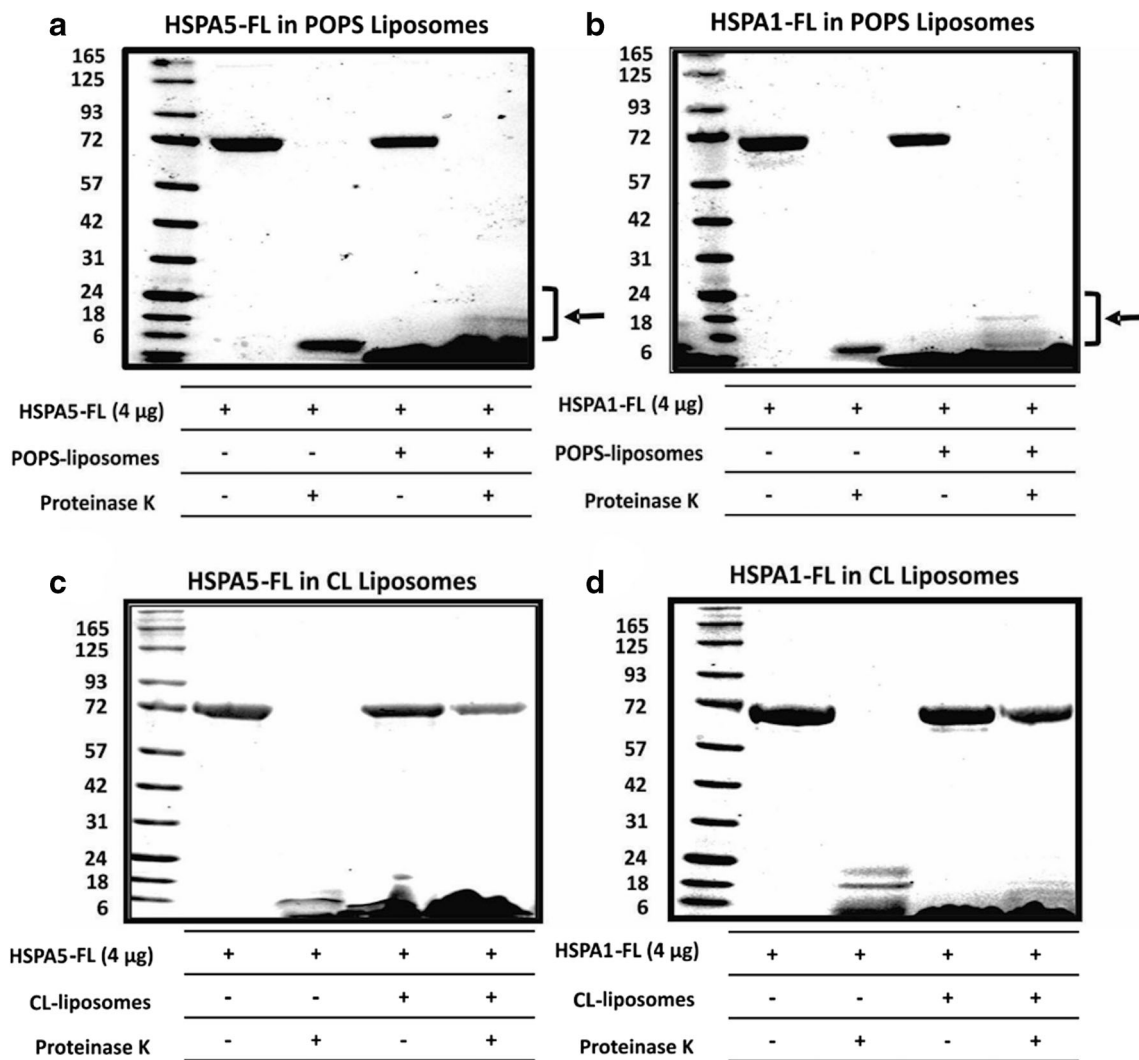 a
HSPA5-FL in POPS Liposomes
165
125
93
72
57
42
31
24
18
6
HSPA5-FL (4 µg) + + + +
POPS-liposomes - - + +
Proteinase K - + - +
b
HSPA1-FL in POPS Liposomes
165
125
93
72
57
42
31
24
18
6
HSPA1-FL (4 µg) + + + +
POPS-liposomes - - + +
Proteinase K - + - +
c
HSPA5-FL in CL Liposomes
165
125
93
72
57
42
31
24
18
6
HSPA5-FL (4 µg) + + + +
CL-liposomes - - + +
Proteinase K - + - +
d
HSPA1-FL in CL Liposomes
165
125
93
72
57
42
31
24
18
6
HSPA1-FL (4 µg) + + + +
CL-liposomes - - + +
Proteinase K - + - +